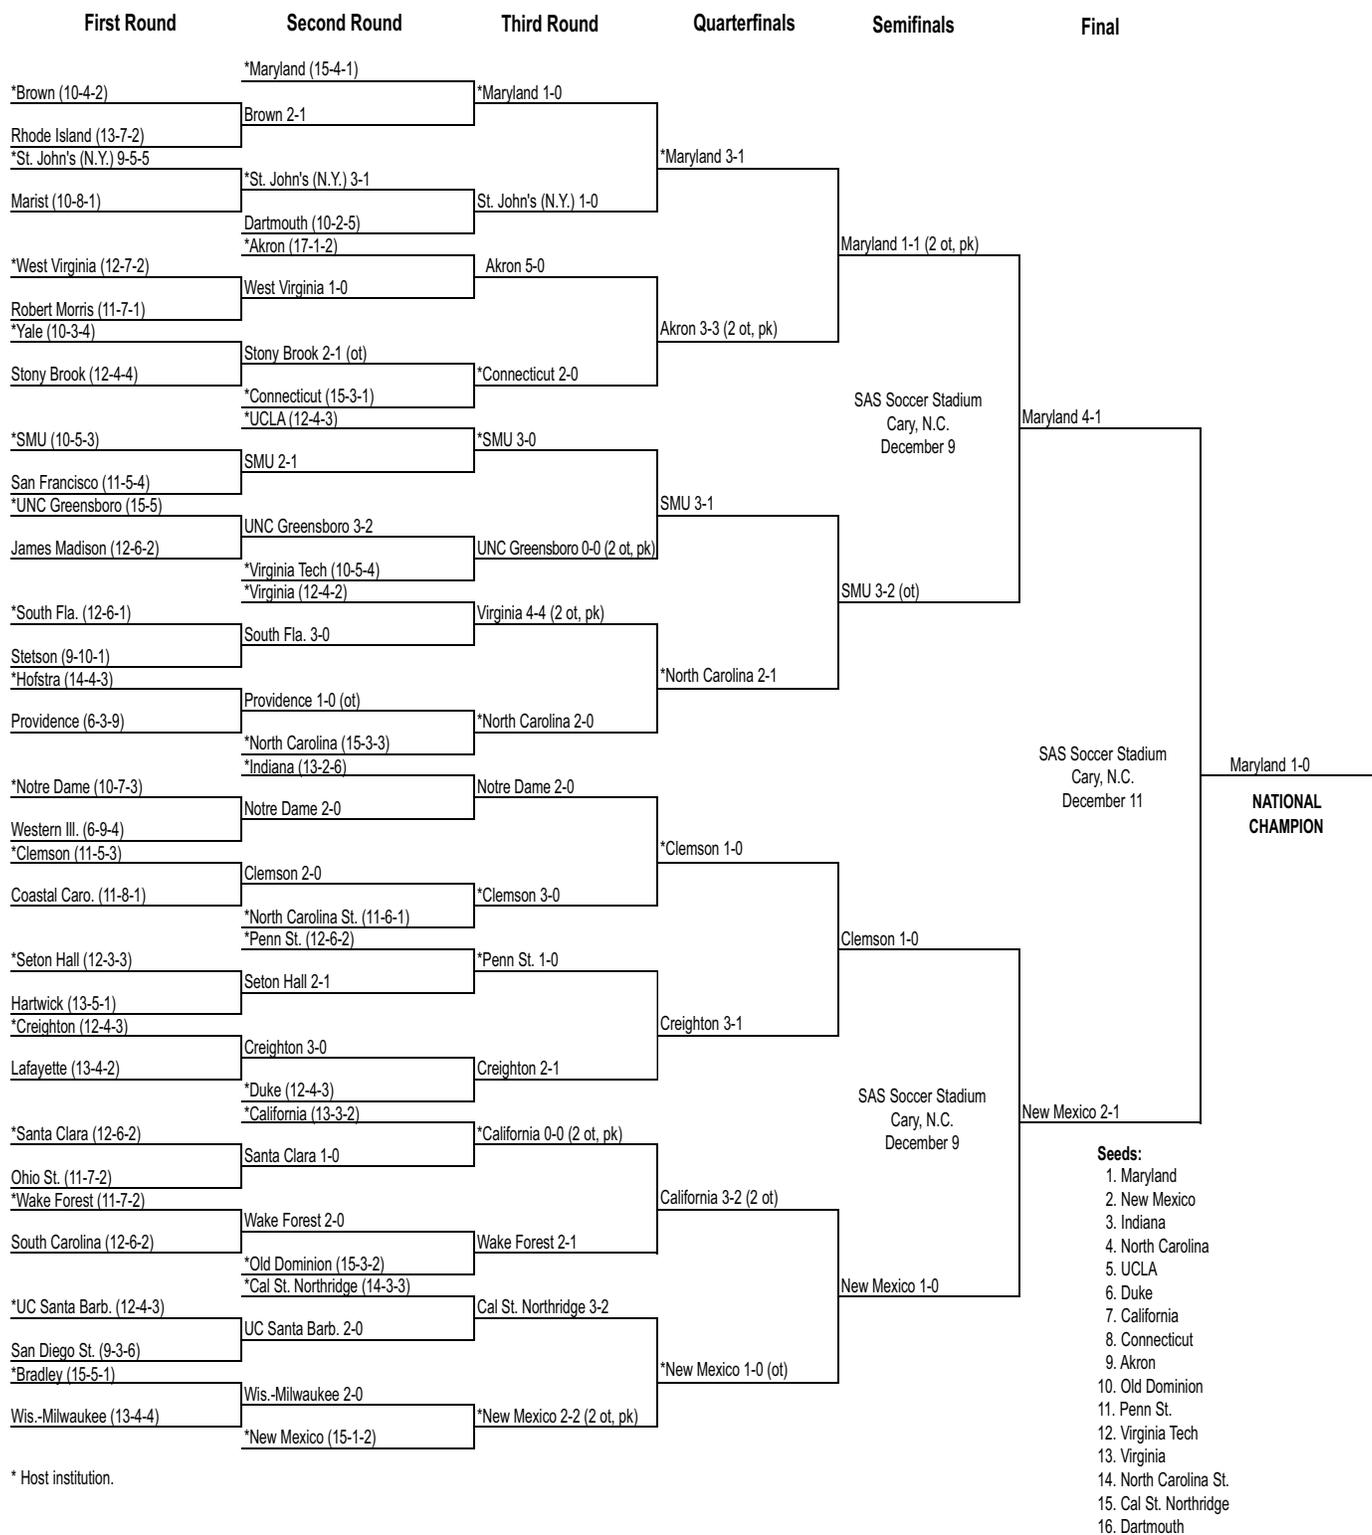 First Round
Second Round
Third Round
Quarterfinals
Semifinals
Final
*Brown (10-4-2)
Rhode Island (13-7-2)
*St. John's (N.Y.) 9-5-5
Marist (10-8-1)
*West Virginia (12-7-2)
Robert Morris (11-7-1)
*Yale (10-3-4)
Stony Brook (12-4-4)
*SMU (10-5-3)
San Francisco (11-5-4)
*UNC Greensboro (15-5)
James Madison (12-6-2)
*South Fla. (12-6-1)
Stetson (9-10-1)
*Hofstra (14-4-3)
Providence (6-3-9)
*Notre Dame (10-7-3)
Western Ill. (6-9-4)
*Clemson (11-5-3)
Coastal Caro. (11-8-1)
*Seton Hall (12-3-3)
Hartwick (13-5-1)
*Creighton (12-4-3)
Lafayette (13-4-2)
*Santa Clara (12-6-2)
Ohio St. (11-7-2)
*Wake Forest (11-7-2)
South Carolina (12-6-2)
*UC Santa Barb. (12-4-3)
San Diego St. (9-3-6)
*Bradley (15-5-1)
Wis.-Milwaukee (13-4-4)
*Maryland (15-4-1)
Brown 2-1
*St. John's (N.Y.) 3-1
Dartmouth (10-2-5)
*Akron (17-1-2)
West Virginia 1-0
Stony Brook 2-1 (ot)
*Connecticut (15-3-1)
*UCLA (12-4-3)
SMU 2-1
UNC Greensboro 3-2
*Virginia Tech (10-5-4)
*Virginia (12-4-2)
South Fla. 3-0
Providence 1-0 (ot)
*North Carolina (15-3-3)
*Indiana (13-2-6)
Notre Dame 2-0
Clemson 2-0
*North Carolina St. (11-6-1)
*Penn St. (12-6-2)
Seton Hall 2-1
Creighton 3-0
*Duke (12-4-3)
*California (13-3-2)
Santa Clara 1-0
Wake Forest 2-0
*Old Dominion (15-3-2)
*Cal St. Northridge (14-3-3)
UC Santa Barb. 2-0
Wis.-Milwaukee 2-0
*New Mexico (15-1-2)
*Maryland 1-0
St. John's (N.Y.) 1-0
Akron 5-0
*Connecticut 2-0
*SMU 3-0
UNC Greensboro 0-0 (2 ot, pk)
Virginia 4-4 (2 ot, pk)
*North Carolina 2-0
Notre Dame 2-0
*Clemson 3-0
*Penn St. 1-0
Creighton 2-1
*California 0-0 (2 ot, pk)
Wake Forest 2-1
Cal St. Northridge 3-2
*New Mexico 2-2 (2 ot, pk)
*Maryland 3-1
Akron 3-3 (2 ot, pk)
SMU 3-1
*North Carolina 2-1
*Clemson 1-0
Creighton 3-1
California 3-2 (2 ot)
*New Mexico 1-0 (ot)
Maryland 1-1 (2 ot, pk)
SAS Soccer Stadium
Cary, N.C.
December 9
SMU 3-2 (ot)
Clemson 1-0
SAS Soccer Stadium
Cary, N.C.
December 9
New Mexico 1-0
Maryland 4-1
SAS Soccer Stadium
Cary, N.C.
December 11
New Mexico 2-1
Maryland 1-0
NATIONAL
CHAMPION
Seeds:
1. Maryland
2. New Mexico
3. Indiana
4. North Carolina
5. UCLA
6. Duke
7. California
8. Connecticut
9. Akron
10. Old Dominion
11. Penn St.
12. Virginia Tech
13. Virginia
14. North Carolina St.
15. Cal St. Northridge
16. Dartmouth
* Host institution.